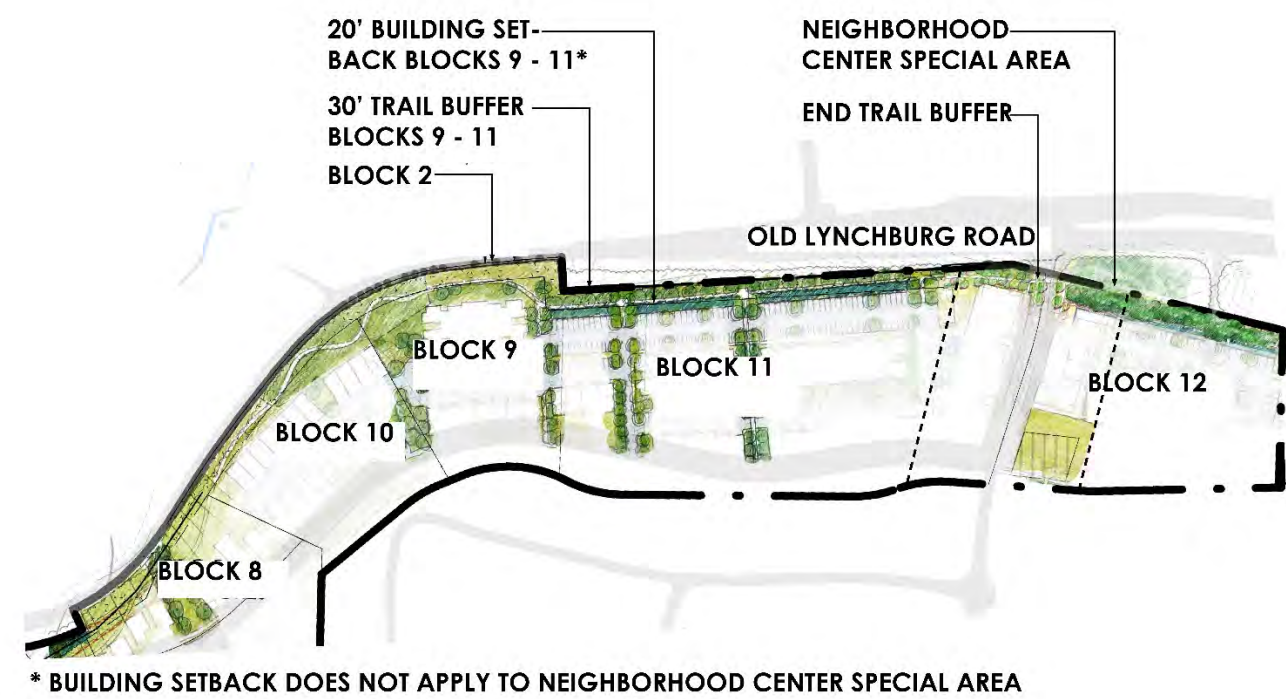 20' BUILDING SET-
BACK BLOCKS 9 - 11*
30' TRAIL BUFFER
BLOCKS 9 - 11
BLOCK 2
NEIGHBORHOOD
CENTER SPECIAL AREA
END TRAIL BUFFER
OLD LYNCHBURG ROAD
BLOCK 9
BLOCK 11
BLOCK 12
BLOCK 10
BLOCK 8
* BUILDING SETBACK DOES NOT APPLY TO NEIGHBORHOOD CENTER SPECIAL AREA